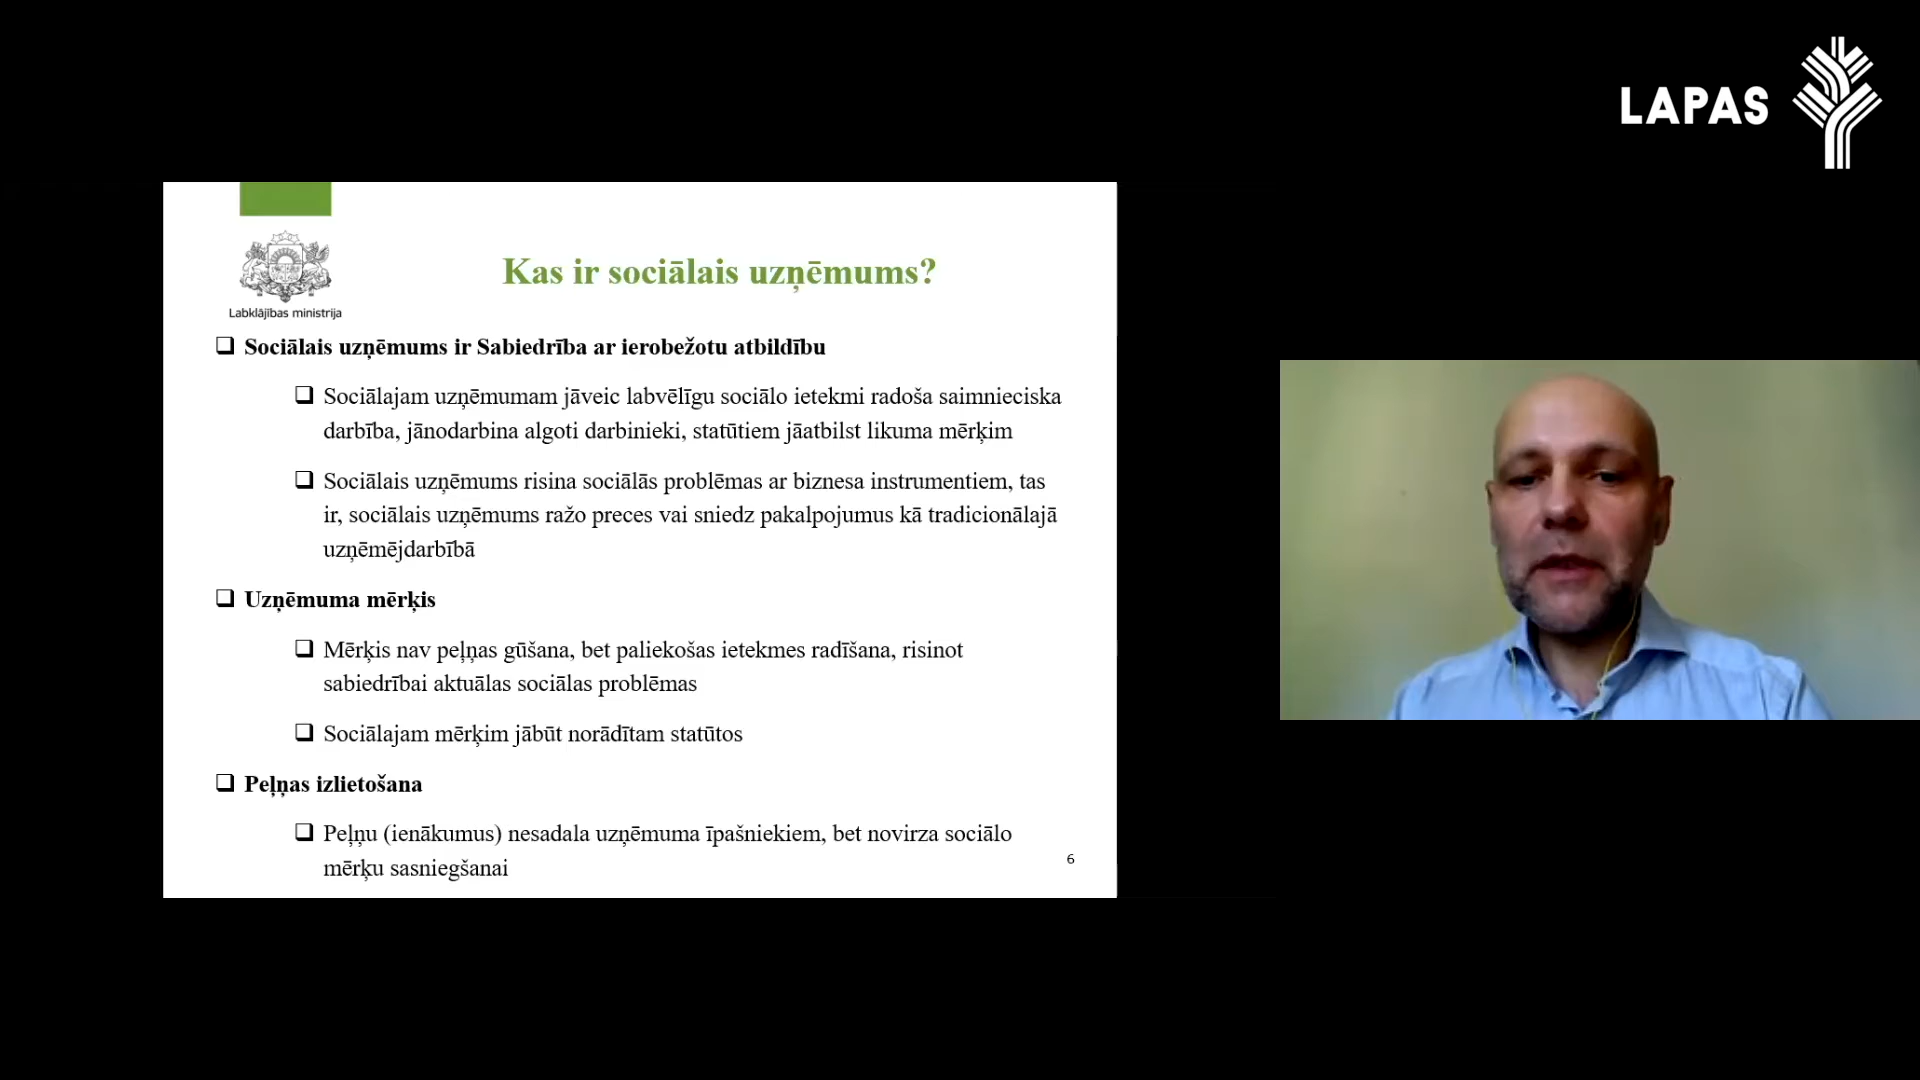 LAPAS
Labklājības ministrija
Kas ir sociālais uzņēmums?
Sociālais uzņēmums ir Sabiedrība ar ierobežotu atbildību
Sociālajam uzņēmumam jāveic labvēlīgu sociālo ietekmi radoša saimnieciska
darbība, jānodarbina algoti darbinieki, statūtiem jāatbilst likuma mērķim
Sociālais uzņēmums risina sociālās problēmas ar biznesa instrumentiem, tas
ir, sociālais uzņēmums ražo preces vai sniedz pakalpojumus kā tradicionālajā
uzņēmējdarbībā
Uzņēmuma mērķis
Mērķis nav peļņas gūšana, bet paliekošas ietekmes radīšana, risinot
sabiedrībai aktuālas sociālas problēmas
Sociālajam mērķim jābūt norādītam statūtos
Peļņas izlietošana
Peļņu (ienākumus) nesadala uzņēmuma īpašniekiem, bet novirza sociālo
mērķu sasniegšanai
6